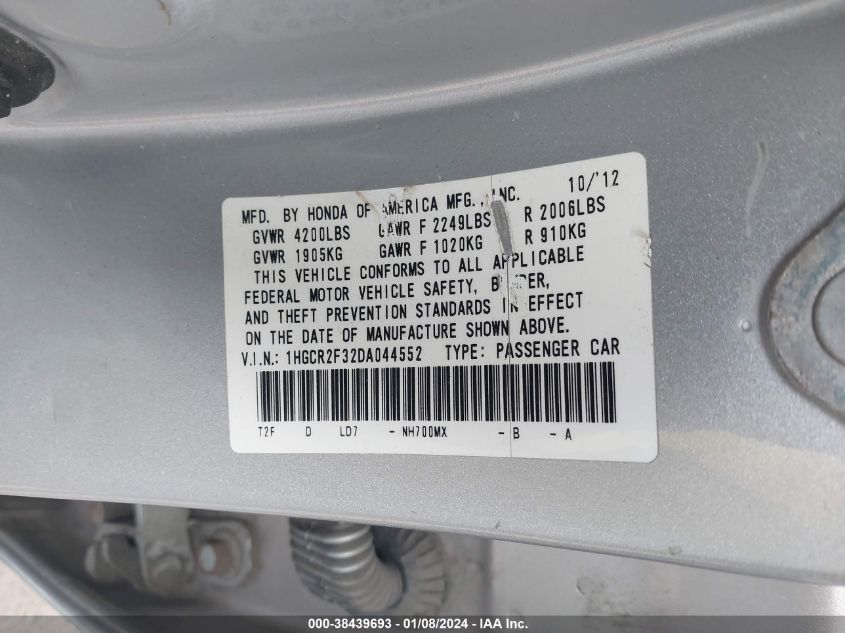 MFD. BY HONDA OF AMERICA MFG., INC. 10/'12
GVWR 4200LBS GAWR F 2249LBS R 2006LBS
GVWR 1905KG GAWR F 1020KG R 910KG
THIS VEHICLE CONFORMS TO ALL APPLICABLE
FEDERAL MOTOR VEHICLE SAFETY, BUMPER,
AND THEFT PREVENTION STANDARDS IN EFFECT
ON THE DATE OF MANUFACTURE SHOWN ABOVE.
V.I.N.: 1HGCR2F32DA044552 TYPE: PASSENGER CAR
T2F D LD7 - NH700MX - B - A
000-38439693 - 01/08/2024 - IAA Inc.